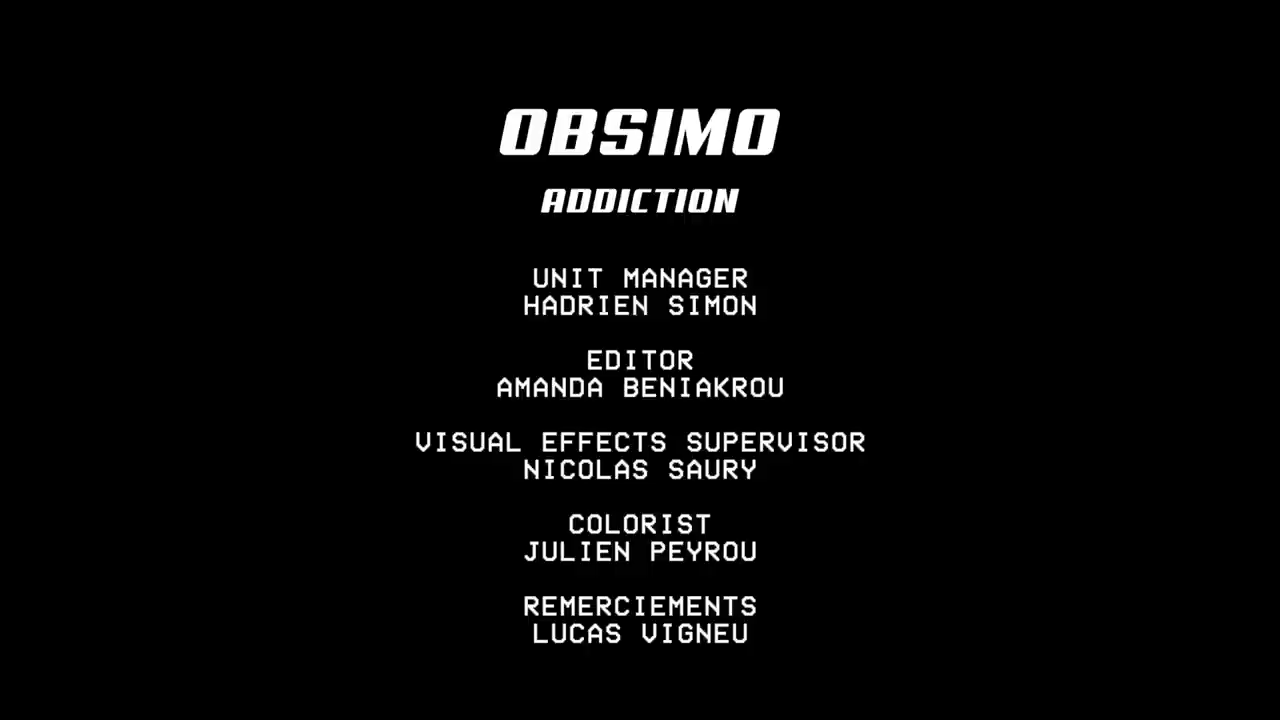 OBSIMO
ADDICTION
UNIT MANAGER
HADRIEN SIMON
EDITOR
AMANDA BENIAKROU
VISUAL EFFECTS SUPERVISOR
NICOLAS SAURY
COLORIST
JULIEN PEYROU
REMERCIEMENTS
LUCAS VIGNEU